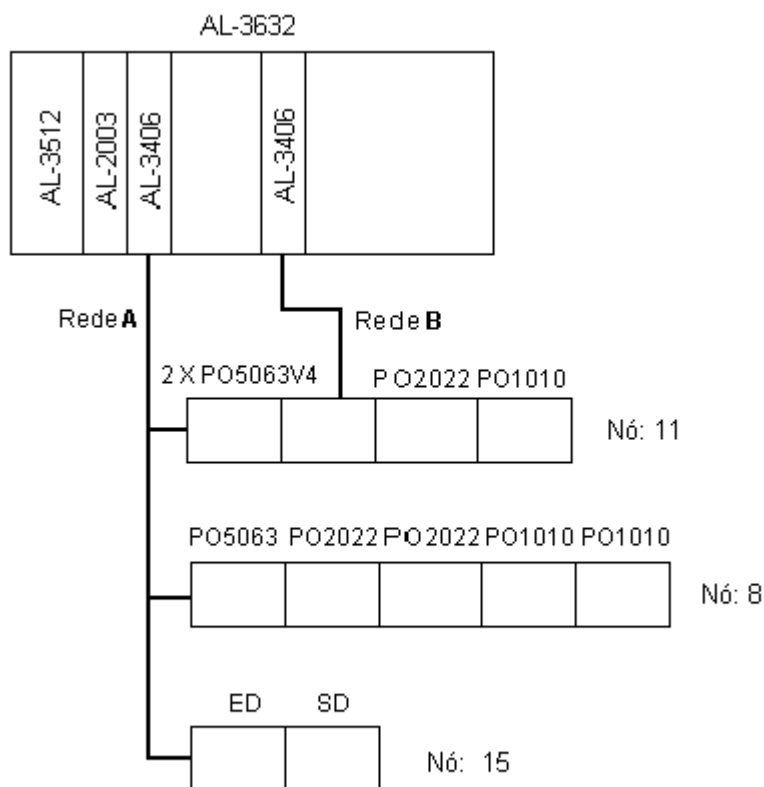 AL-3632
AL-3512
AL-2003
AL-3406
AL-3406
Rede A
Rede B
2 X PO5063V4 PO2022 PO1010
Nó: 11
PO5063 PO2022 PO2022 PO1010 PO1010
Nó: 8
ED SD
Nó: 15